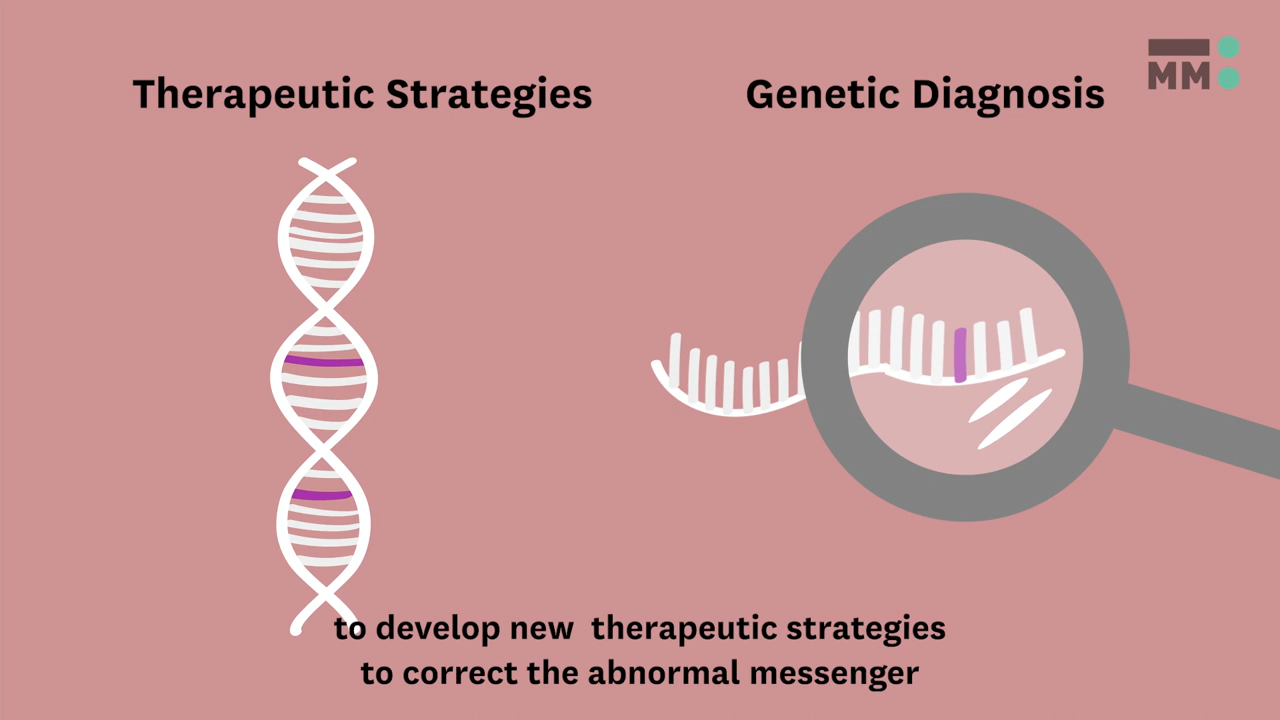 Therapeutic Strategies
Genetic Diagnosis
MM
to develop new  therapeutic strategies
to correct the abnormal messenger